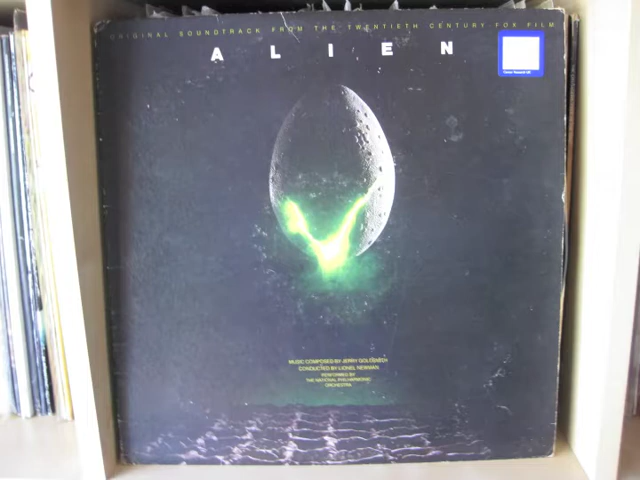 ORIGINAL SOUNDTRACK FROM THE TWENTIETH CENTURY FOX FILM
ALIEN
MUSIC COMPOSED BY JERRY GOLDSMITH
CONDUCTED BY LIONEL NEWMAN
PERFORMED BY
THE NATIONAL PHILHARMONIC
ORCHESTRA